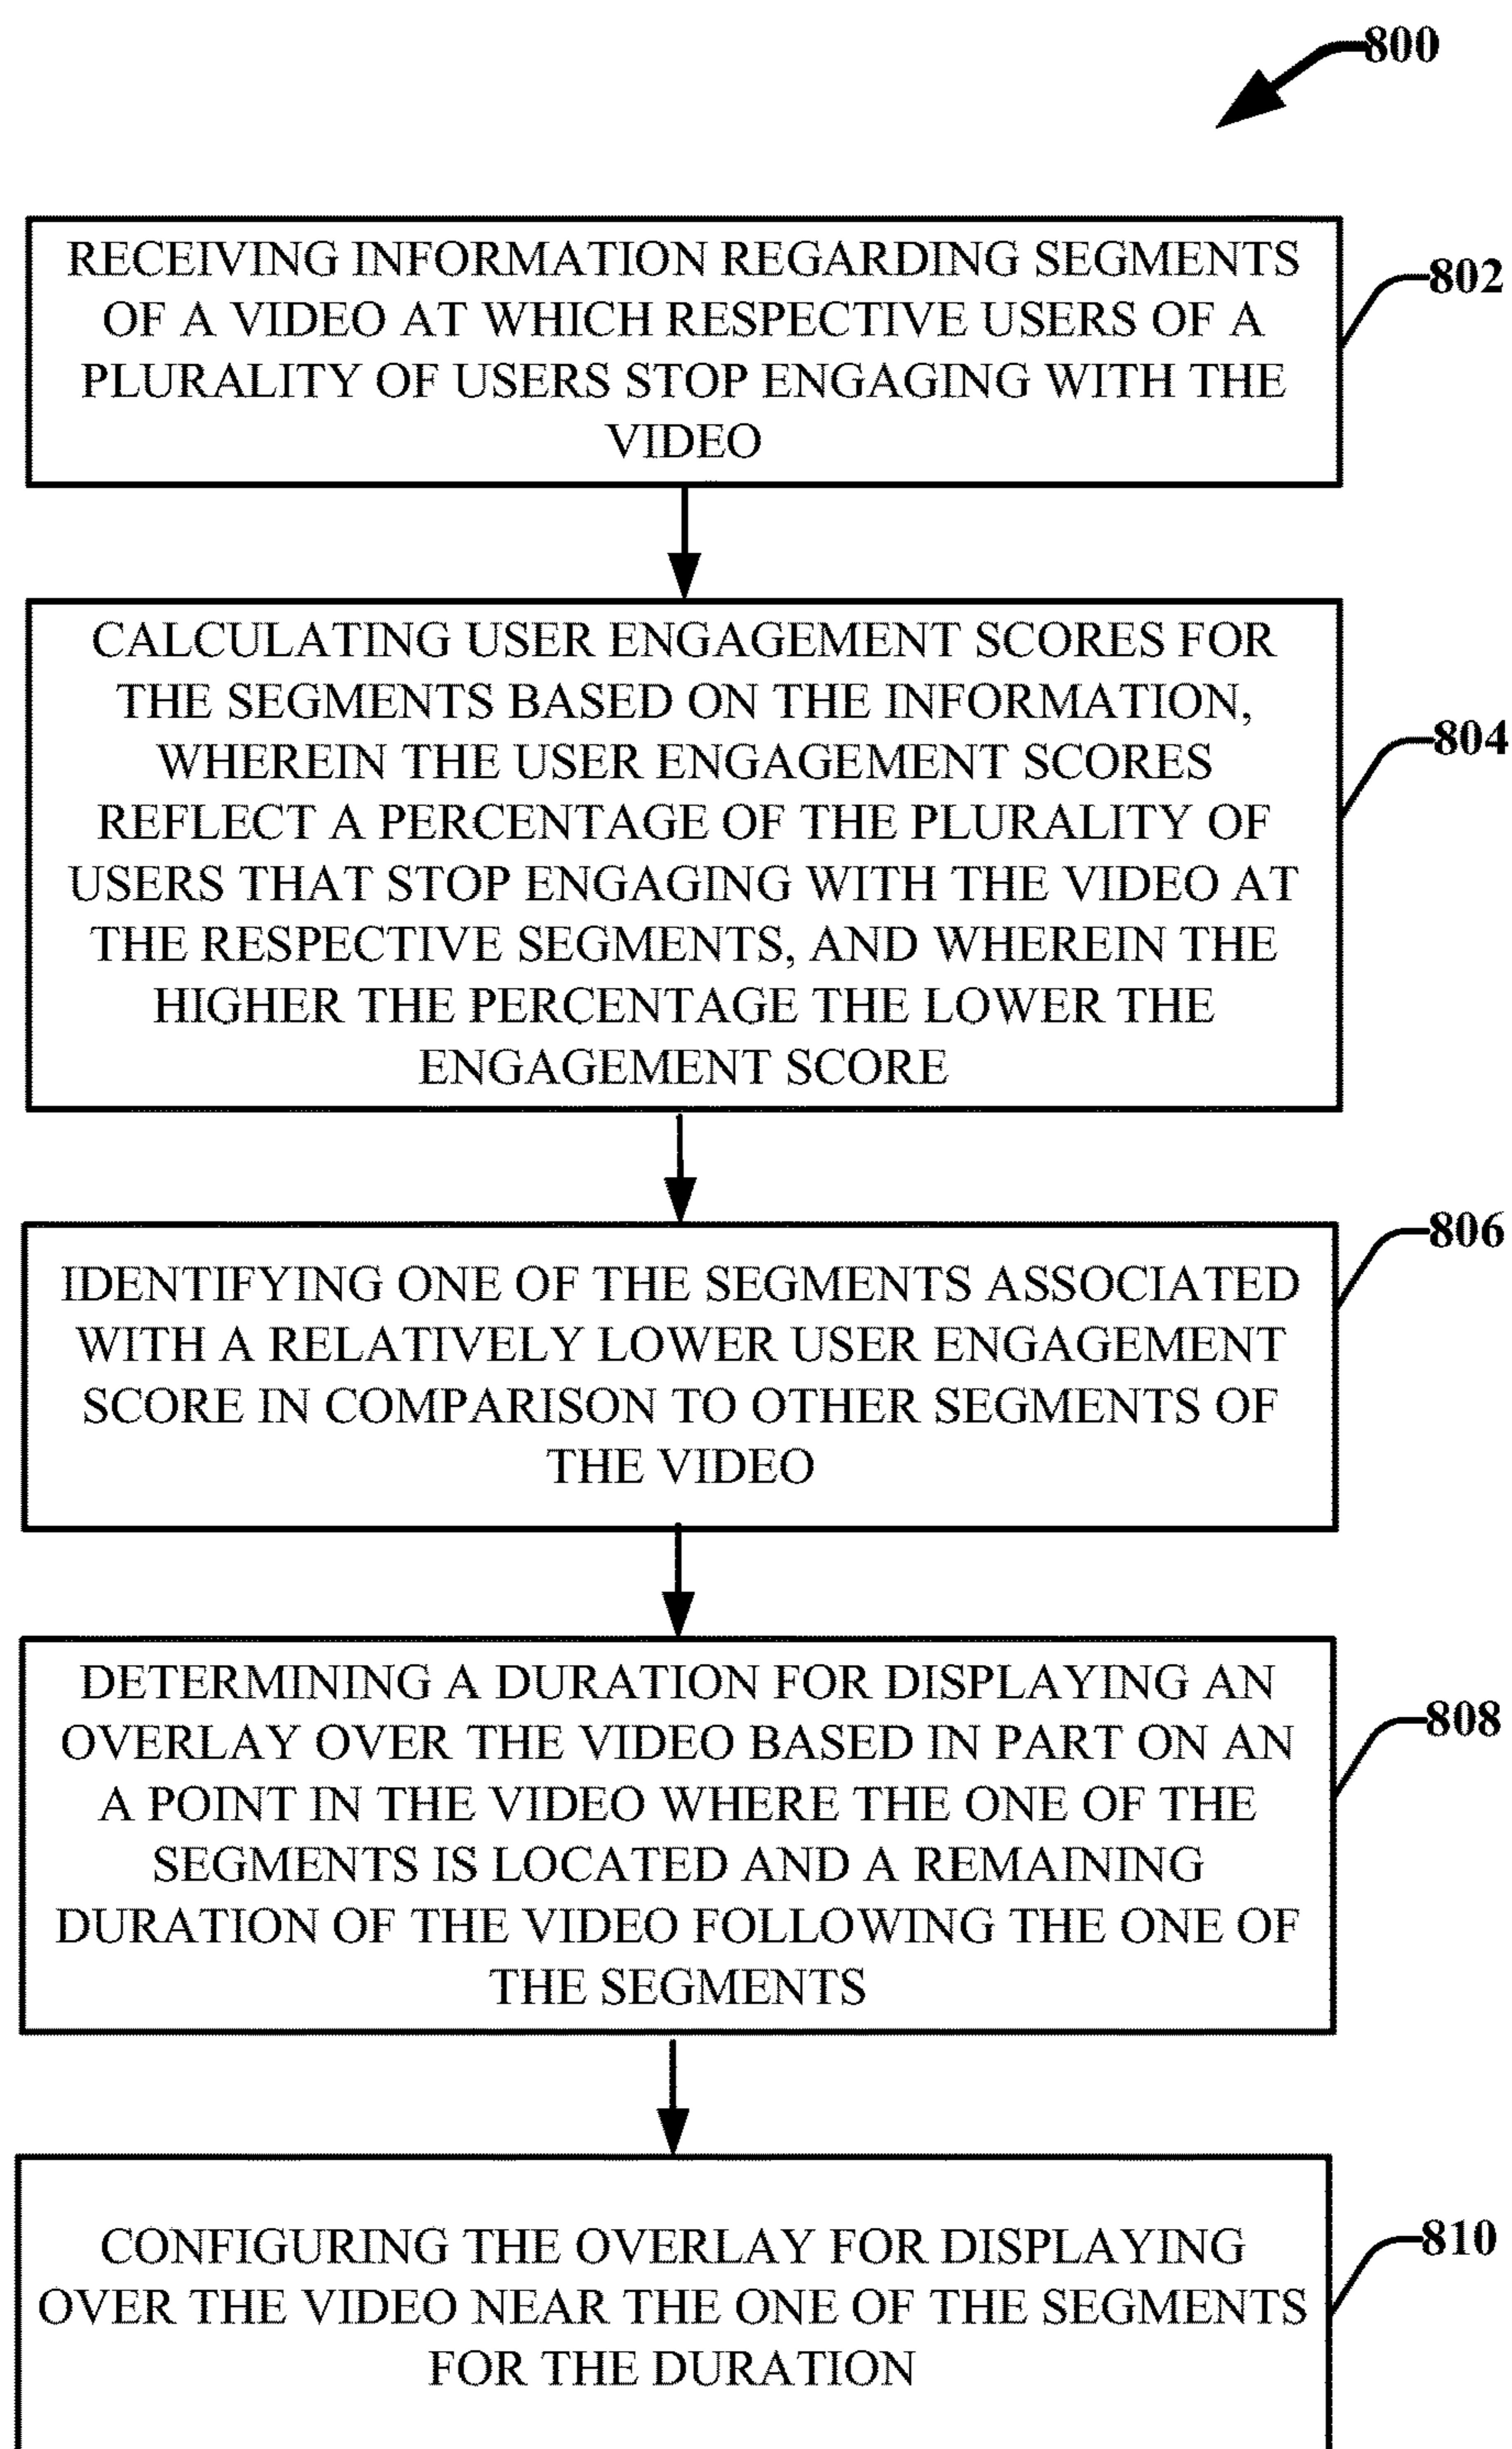 800
RECEIVING INFORMATION REGARDING SEGMENTS
OF A VIDEO AT WHICH RESPECTIVE USERS OF A
PLURALITY OF USERS STOP ENGAGING WITH THE
VIDEO
802
CALCULATING USER ENGAGEMENT SCORES FOR
THE SEGMENTS BASED ON THE INFORMATION,
WHEREIN THE USER ENGAGEMENT SCORES
REFLECT A PERCENTAGE OF THE PLURALITY OF
USERS THAT STOP ENGAGING WITH THE VIDEO AT
THE RESPECTIVE SEGMENTS, AND WHEREIN THE
HIGHER THE PERCENTAGE THE LOWER THE
ENGAGEMENT SCORE
804
IDENTIFYING ONE OF THE SEGMENTS ASSOCIATED
WITH A RELATIVELY LOWER USER ENGAGEMENT
SCORE IN COMPARISON TO OTHER SEGMENTS OF
THE VIDEO
806
DETERMINING A DURATION FOR DISPLAYING AN
OVERLAY OVER THE VIDEO BASED IN PART ON AN
A POINT IN THE VIDEO WHERE THE ONE OF THE
SEGMENTS IS LOCATED AND A REMAINING
DURATION OF THE VIDEO FOLLOWING THE ONE OF
THE SEGMENTS
808
CONFIGURING THE OVERLAY FOR DISPLAYING
OVER THE VIDEO NEAR THE ONE OF THE SEGMENTS
FOR THE DURATION
810